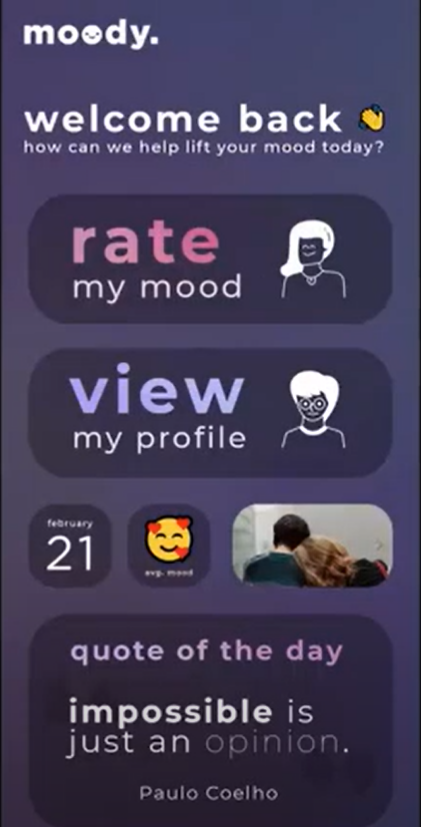 moody.
welcome back 👋
how can we help lift your mood today?
rate
my mood
view
my profile
february
21
avg. mood
quote of the day
impossible is
just an opinion.
Paulo Coelho